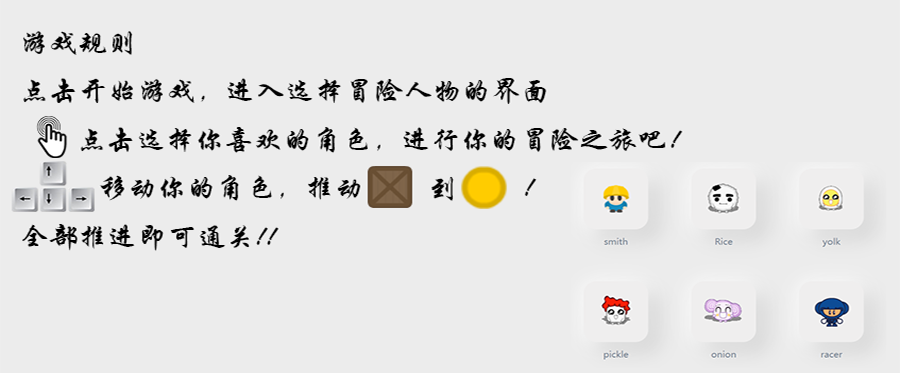 游戏规则
点击开始游戏，进入选择冒险人物的界面
点击选择你喜欢的角色，进行你的冒险之旅吧！
移动你的角色，推动 到 ！
全部推进即可通关！！
smith Rice yolk
pickle onion racer